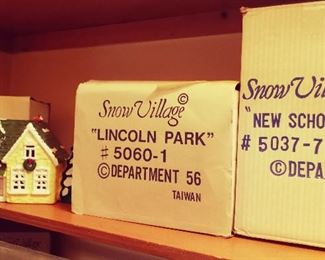 Snow Village ©
"LINCOLN PARK"
# 5060-1
© DEPARTMENT 56
TAIWAN
Snow Vil
"NEW SCHO
# 5037-7
© DEPA